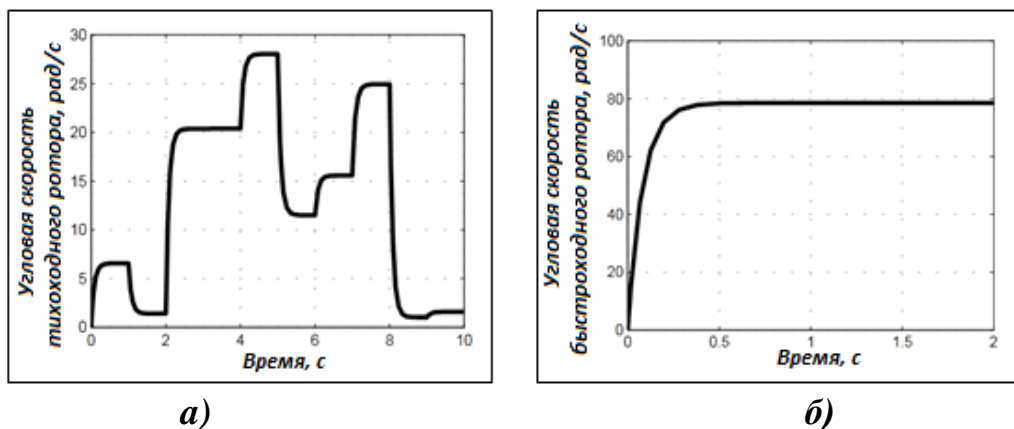 Угловая скорость
тихоходного ротора, рад/с
30
25
20
15
10
5
0
0 2 4 6 8 10
Время, с
а)
Угловая скорость
быстроходного ротора, рад/с
100
80
60
40
20
0
0 0.5 1 1.5 2
Время, с
б)